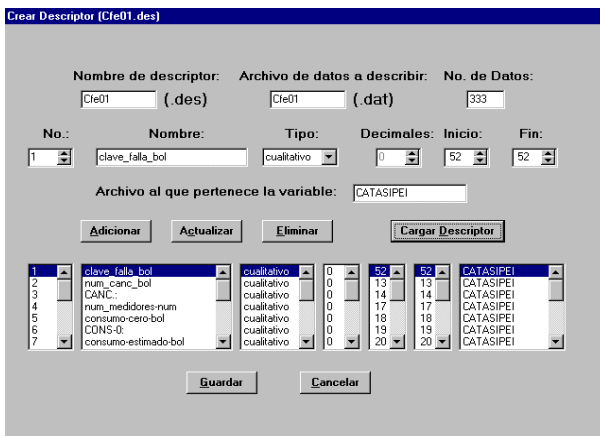 Crear Descriptor (Cfe01.des)
Nombre de descriptor: Archivo de datos a describir: No. de Datos:
Cfe01 (.des) Cfe01 (.dat) 333
No.: Nombre: Tipo: Decimales: Inicio: Fin:
1 clave_falla_bol cualitativo 0 52 52
Archivo al que pertenece la variable: CATASIPEI
Adicionar Actualizar Eliminar Cargar Descriptor
1 clave_falla_bol cualitativo 0 52 52 CATASIPEI
2 num_canc_bol cualitativo 0 13 13 CATASIPEI
3 CANC.: cualitativo 0 14 14 CATASIPEI
4 num_medidores-num cualitativo 0 17 17 CATASIPEI
5 consumo-cero-bol cualitativo 0 18 18 CATASIPEI
6 CONS-0: cualitativo 0 19 19 CATASIPEI
7 consumo-estimado-bol cualitativo 0 20 20 CATASIPEI
Guardar Cancelar